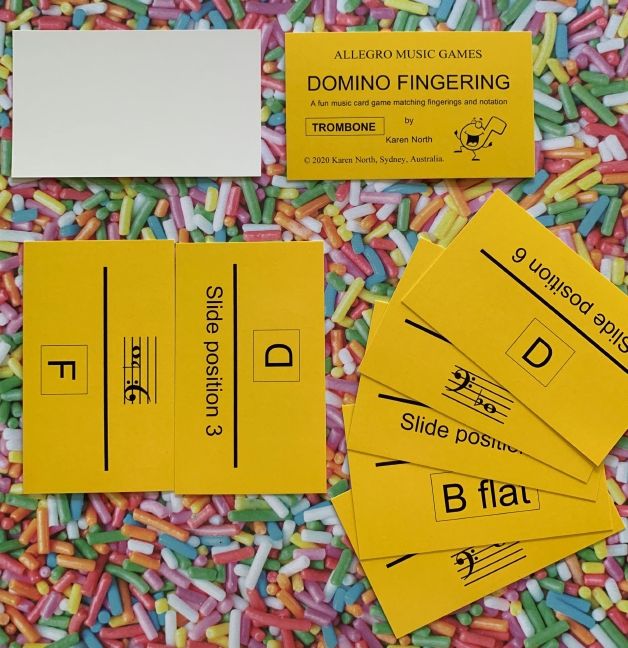 ALLEGRO MUSIC GAMES
DOMINO FINGERING
A fun music card game matching fingerings and notation
TROMBONE
by
Karen North
© 2020 Karen North, Sydney, Australia.
F
Slide position 3
D
Slide position 6
D
Slide
B flat